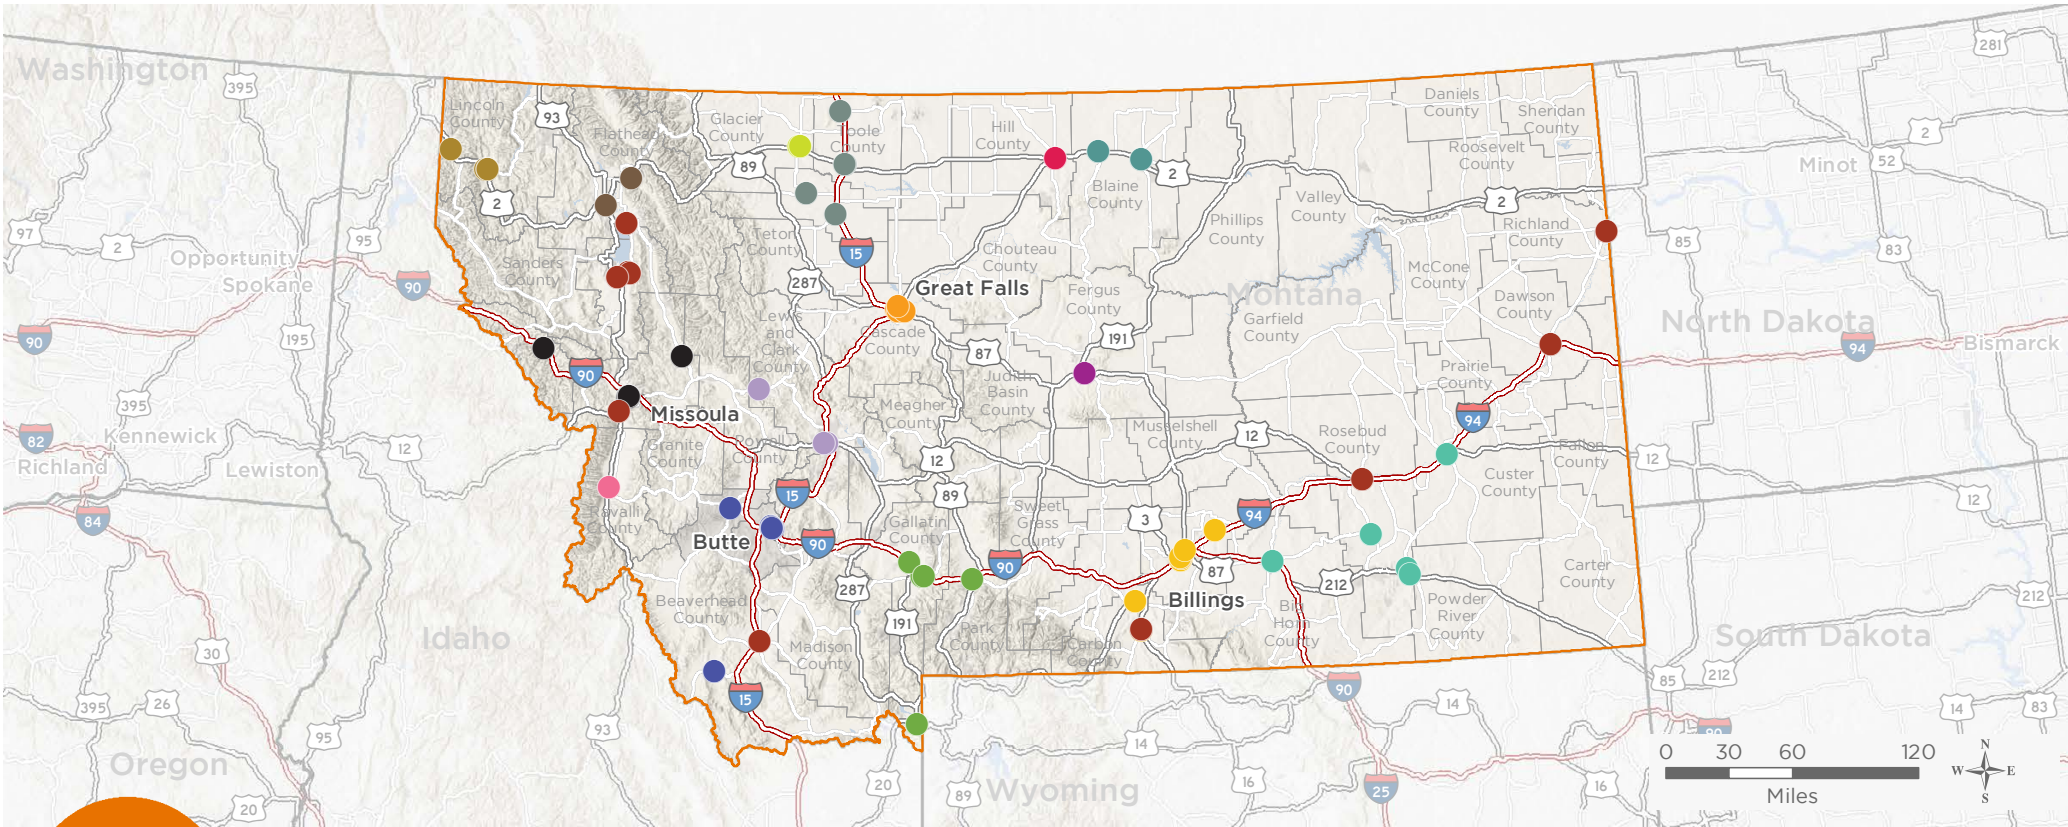 281
Washington
395
Lincoln
County
93
Flathead
County
Glacier
County
Toole
County
Hill
County
Daniels
County
Sheridan
County
2
Minot
52
Roosevelt
County
89
2
Blaine
County
2
2
Valley
County
Phillips
County
Richland
County
97
2
95
Opportunity
Spokane
Teton
County
15
Chouteau
County
85
83
Sanders
County
90
287
Great Falls
Fergus
County
McCone
County
Montana
Garfield
County
Dawson
County
North Dakota
90
195
Lewis
and
Clark
County
Cascade
County
87
191
94
Bismarck
90
Judith
Basin
County
Prairie
County
395
Missoula
Meagher
County
94
82
Kennewick
12
Granite
County
Powell
County
Musselshell
County
12
Rosebud
County
Fallon
County
12
Richland
Lewiston
12
Custer
County
89
12
84
Ravalli
County
15
Sweet
Grass
County
3
94
Gallatin
County
Butte
90
90
87
212
Carter
County
287
Billings
212
Beaverhead
County
Big
Horn
County
Powder
River
County
191
Idaho
30
Madison
County
Park
County
Carbon
County
South Dakota
85
212
90
395
26
15
14
14
83
93
95
14
90
0 30 60 120
Miles
N
W E
S
Oregon
20
20
89
Wyoming
16
25
16